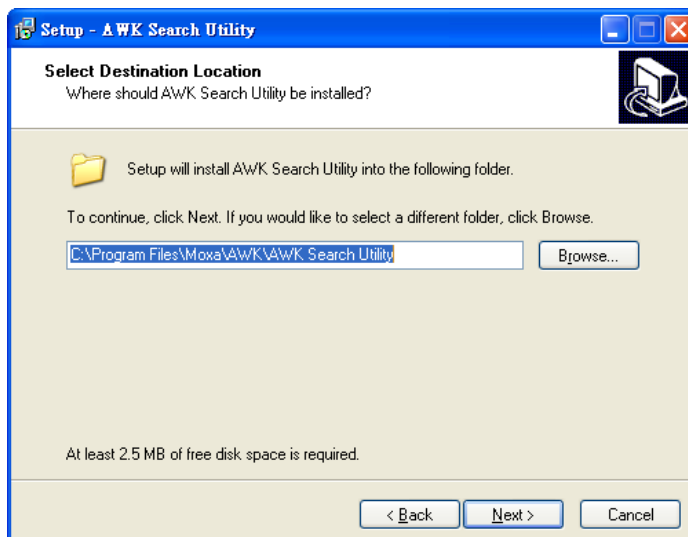 Setup - AWK Search Utility
Select Destination Location
Where should AWK Search Utility be installed?
Setup will install AWK Search Utility into the following folder.
To continue, click Next. If you would like to select a different folder, click Browse.
C:\Program Files\Moxa\AWK\AWK Search Utility
Browse...
At least 2.5 MB of free disk space is required.
< Back
Next >
Cancel